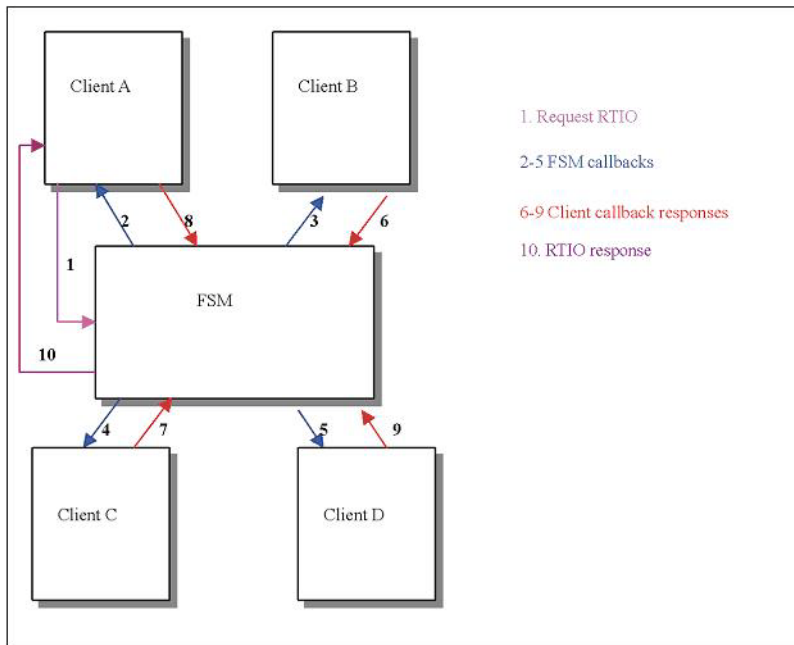 Client A
Client B
1. Request RTIO
2-5 FSM callbacks
6-9 Client callback responses
10. RTIO response
2
8
3
6
1
FSM
10
4
7
5
9
Client C
Client D